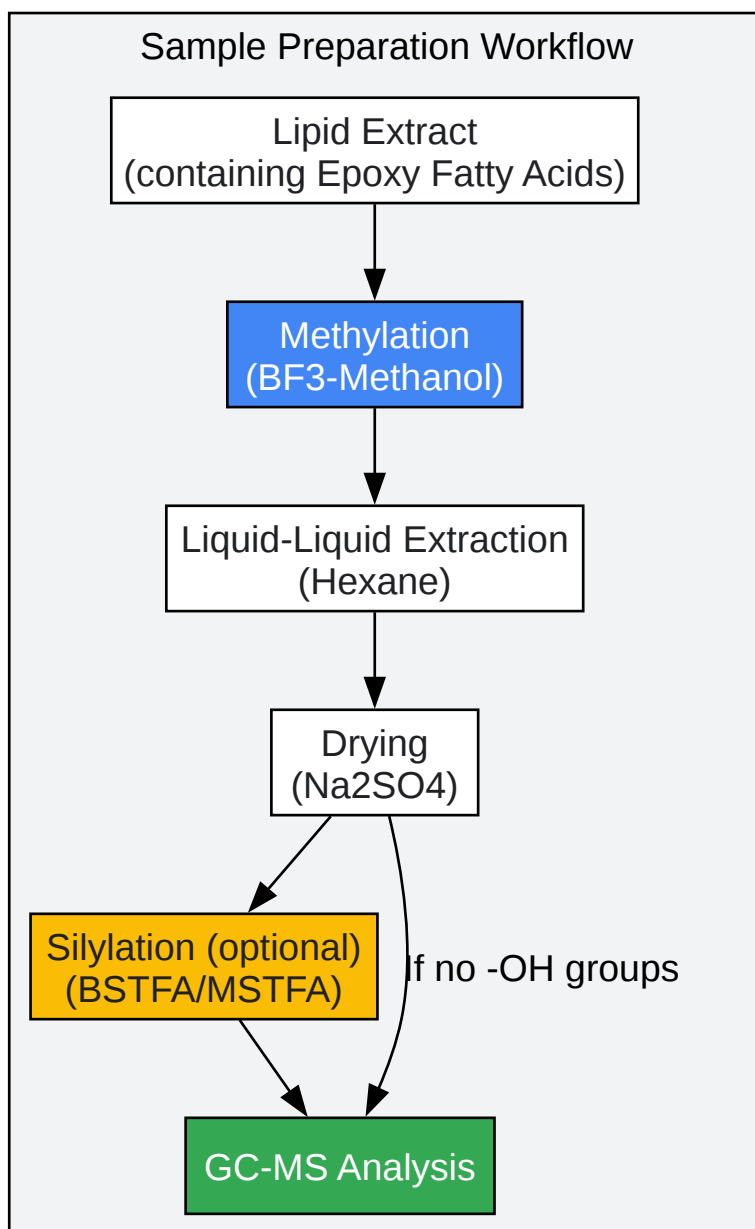 Sample Preparation Workflow
Lipid Extract
(containing Epoxy Fatty Acids)
Methylation
(BF3-Methanol)
Liquid-Liquid Extraction
(Hexane)
Drying
(Na2SO4)
Silylation (optional)
(BSTFA/MSTFA)
If no -OH groups
GC-MS Analysis